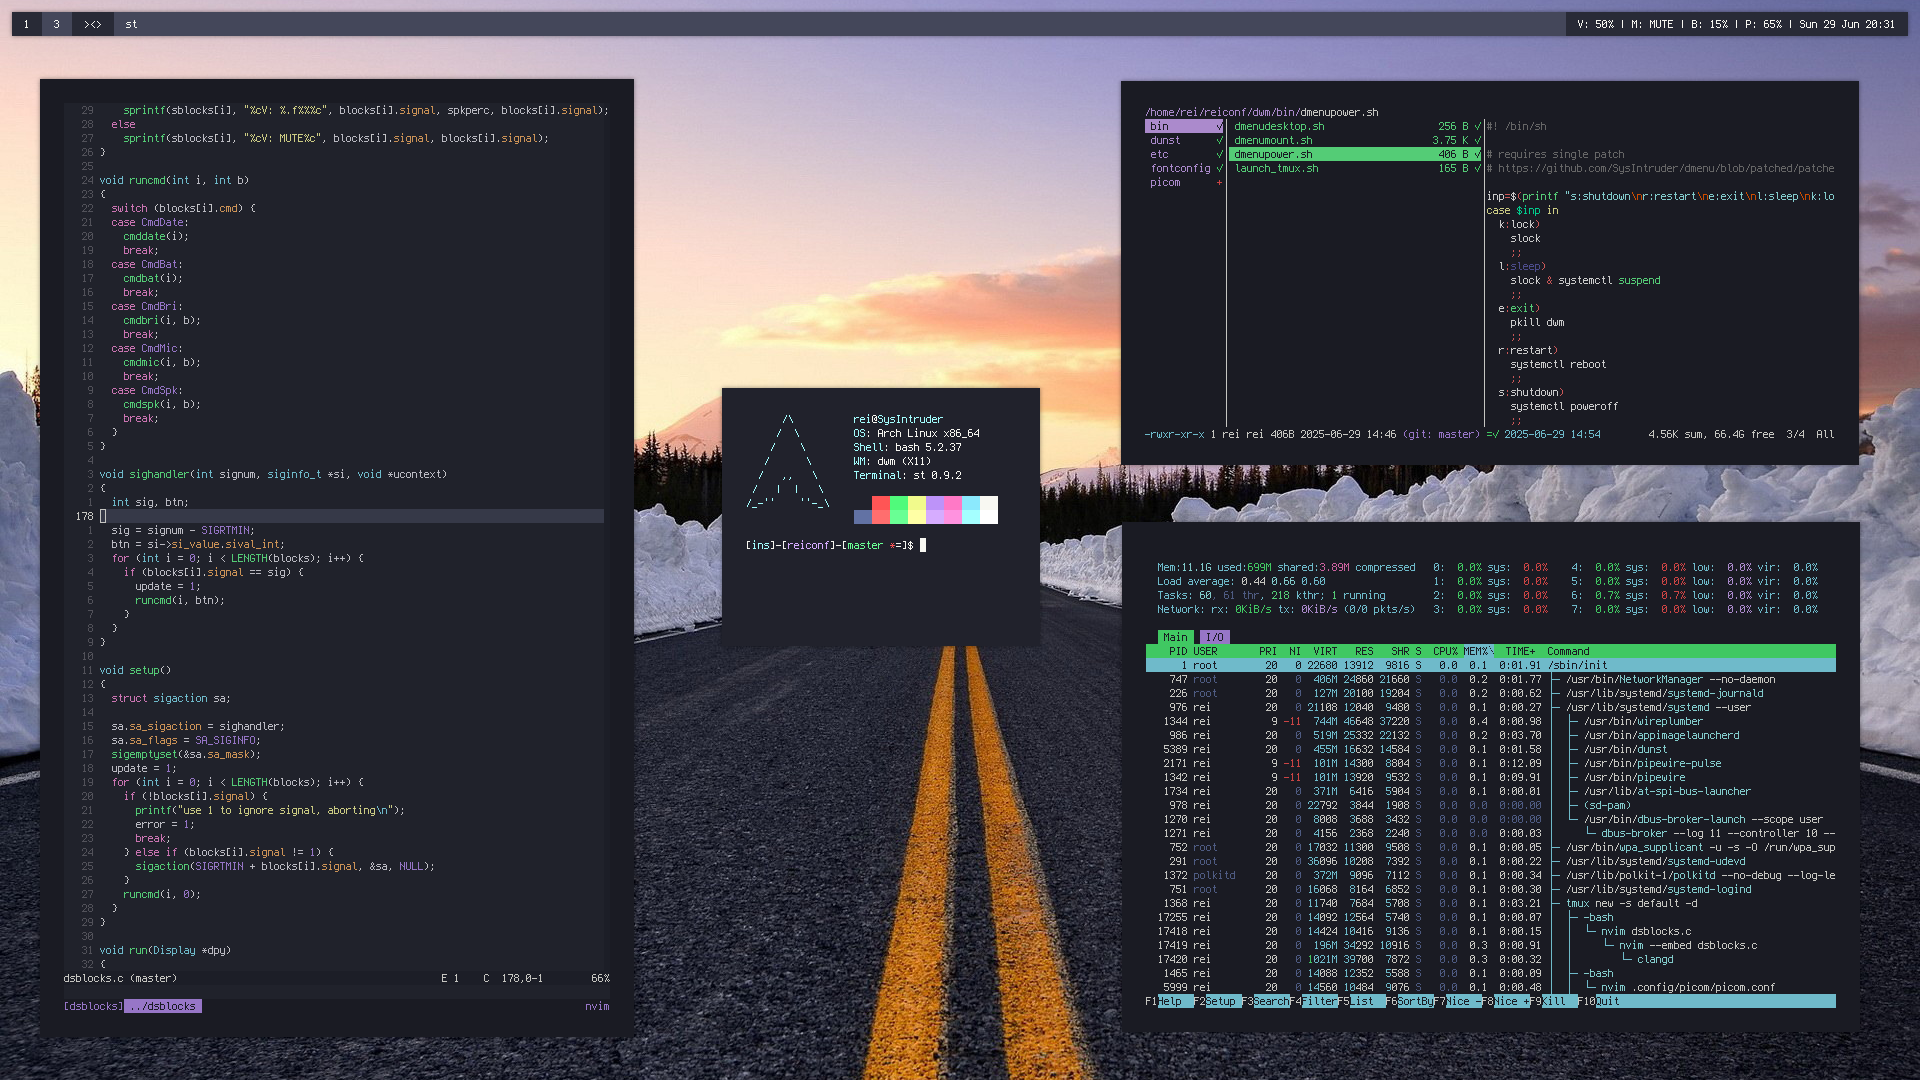 1 3 ><> st
V: 50% | M: MUTE | B: 15% | P: 65% | Sun 29 Jun 20:31
29 sprintf(sblocks[i], "%cV: %.f%%%c", blocks[i].signal, spkperc, blocks[i].signal);
28 else
27 sprintf(sblocks[i], "%cV: MUTE%c", blocks[i].signal, blocks[i].signal);
26 }
25
24 void runcmd(int i, int b)
23 {
22 switch (blocks[i].cmd) {
21 case CmdDate:
20 cmddate(i);
19 break;
18 case CmdBat:
17 cmdbat(i);
16 break;
15 case CmdBri:
14 cmdbri(i, b);
13 break;
12 case CmdMic:
11 cmdmic(i, b);
10 break;
9 case CmdSpk:
8 cmdspk(i, b);
7 break;
6 }
5 }
4
3 void sighandler(int signum, siginfo_t *si, void *ucontext)
2 {
1 int sig, btn;
178
1 sig = signum - SIGRTMIN;
2 btn = si->si_value.sival_int;
3 for (int i = 0; i < LENGTH(blocks); i++) {
4 if (blocks[i].signal == sig) {
5 update = 1;
6 runcmd(i, btn);
7 }
8 }
9 }
10
11 void setup()
12 {
13 struct sigaction sa;
14
15 sa.sa_sigaction = sighandler;
16 sa.sa_flags = SA_SIGINFO;
17 sigemptyset(&sa.sa_mask);
18 update = 1;
19 for (int i = 0; i < LENGTH(blocks); i++) {
20 if (!blocks[i].signal) {
21 printf("use 1 to ignore signal, aborting\n");
22 error = 1;
23 break;
24 } else if (blocks[i].signal != 1) {
25 sigaction(SIGRTMIN + blocks[i].signal, &sa, NULL);
26 }
27 runcmd(i, 0);
28 }
29 }
30
31 void run(Display *dpy)
32 {
dsblocks.c (master) E 1 C 178,0-1 66%
[dsblocks] ../dsblocks nvim
/\
/ \
/ \
/ \
/ ,, \
/ | | \
/_-'' ''-_\
rei@SysIntruder
OS: Arch Linux x86_64
Shell: bash 5.2.37
WM: dwm (X11)
Terminal: st 0.9.2
[ins]-[reiconf]-[master *=]$
/home/rei/reiconf/dwm/bin/dmenupower.sh
bin √
dunst √
etc √
fontconfig √
picom +
dmenudesktop.sh 256 B √
dmenumount.sh 3.75 K √
dmenupower.sh 406 B √
launch_tmux.sh 165 B √
#! /bin/sh
# requires single patch
# https://github.com/SysIntruder/dmenu/blob/patched/patche
inp=$(printf "s:shutdown\nr:restart\ne:exit\nl:sleep\nk:lo
case $inp in
k:lock)
slock
;;
l:sleep)
slock & systemctl suspend
;;
e:exit)
pkill dwm
;;
r:restart)
systemctl reboot
;;
s:shutdown)
systemctl poweroff
;;
-rwxr-xr-x 1 rei rei 406B 2025-06-29 14:46 (git: master) =√ 2025-06-29 14:54 4.56K sum, 66.4G free 3/4 All
Mem:11.1G used:699M shared:3.89M compressed 0: 0.0% sys: 0.0% 4: 0.0% sys: 0.0% low: 0.0% vir: 0.0%
Load average: 0.44 0.66 0.60 1: 0.0% sys: 0.0% 5: 0.0% sys: 0.0% low: 0.0% vir: 0.0%
Tasks: 60, 61 thr, 218 kthr; 1 running 2: 0.0% sys: 0.0% 6: 0.7% sys: 0.7% low: 0.0% vir: 0.0%
Network: rx: 0KiB/s tx: 0KiB/s (0/0 pkts/s) 3: 0.0% sys: 0.0% 7: 0.0% sys: 0.0% low: 0.0% vir: 0.0%
Main I/O
PID USER PRI NI VIRT RES SHR S CPU% MEM%\ TIME+ Command
1 root 20 0 22680 13912 9816 S 0.0 0.1 0:01.91 /sbin/init
747 root 20 0 406M 24860 21660 S 0.0 0.2 0:01.77 ├─ /usr/bin/NetworkManager --no-daemon
226 root 20 0 127M 20100 19204 S 0.0 0.2 0:00.62 ├─ /usr/lib/systemd/systemd-journald
976 rei 20 0 21108 12040 9480 S 0.0 0.1 0:00.27 ├─ /usr/lib/systemd/systemd --user
1344 rei 9 -11 744M 46648 37220 S 0.0 0.4 0:00.98 │ ├─ /usr/bin/wireplumber
986 rei 20 0 519M 25332 22132 S 0.0 0.2 0:03.70 │ ├─ /usr/bin/appimagelauncherd
5389 rei 20 0 455M 16632 14584 S 0.0 0.1 0:01.58 │ ├─ /usr/bin/dunst
2171 rei 9 -11 101M 14300 8804 S 0.0 0.1 0:12.09 │ ├─ /usr/bin/pipewire-pulse
1342 rei 9 -11 101M 13920 9532 S 0.0 0.1 0:09.91 │ ├─ /usr/bin/pipewire
1734 rei 20 0 371M 6416 5904 S 0.0 0.1 0:00.01 │ ├─ /usr/lib/at-spi-bus-launcher
978 rei 20 0 22792 3844 1908 S 0.0 0.0 0:00.00 │ ├─ (sd-pam)
1270 rei 20 0 8008 3688 3432 S 0.0 0.0 0:00.00 │ └─ /usr/bin/dbus-broker-launch --scope user
1271 rei 20 0 4156 2368 2240 S 0.0 0.0 0:00.03 │ └─ dbus-broker --log 11 --controller 10 --
752 root 20 0 17032 11300 9508 S 0.0 0.1 0:00.05 ├─ /usr/bin/wpa_supplicant -u -s -O /run/wpa_sup
291 root 20 0 36096 10208 7392 S 0.0 0.1 0:00.22 ├─ /usr/lib/systemd/systemd-udevd
1372 polkitd 20 0 372M 9096 7112 S 0.0 0.1 0:00.34 ├─ /usr/lib/polkit-1/polkitd --no-debug --log-le
751 root 20 0 16068 8164 6852 S 0.0 0.1 0:00.30 ├─ /usr/lib/systemd/systemd-logind
1368 rei 20 0 11740 7684 5708 S 0.0 0.1 0:03.21 ├─ tmux new -s default -d
17255 rei 20 0 14092 12564 5740 S 0.0 0.1 0:00.07 │ ├─ -bash
17418 rei 20 0 14424 10416 9136 S 0.0 0.1 0:00.15 │ │ └─ nvim dsblocks.c
17419 rei 20 0 196M 34292 10916 S 0.0 0.3 0:00.91 │ │ └─ nvim --embed dsblocks.c
17420 rei 20 0 1021M 39700 7872 S 0.0 0.3 0:00.32 │ │ └─ clangd
1465 rei 20 0 14088 12352 5588 S 0.0 0.1 0:00.09 │ ├─ -bash
5999 rei 20 0 14560 10484 9076 S 0.0 0.1 0:00.48 │ │ └─ nvim .config/picom/picom.conf
F1Help F2Setup F3SearchF4FilterF5List F6SortByF7Nice -F8Nice +F9Kill F10Quit